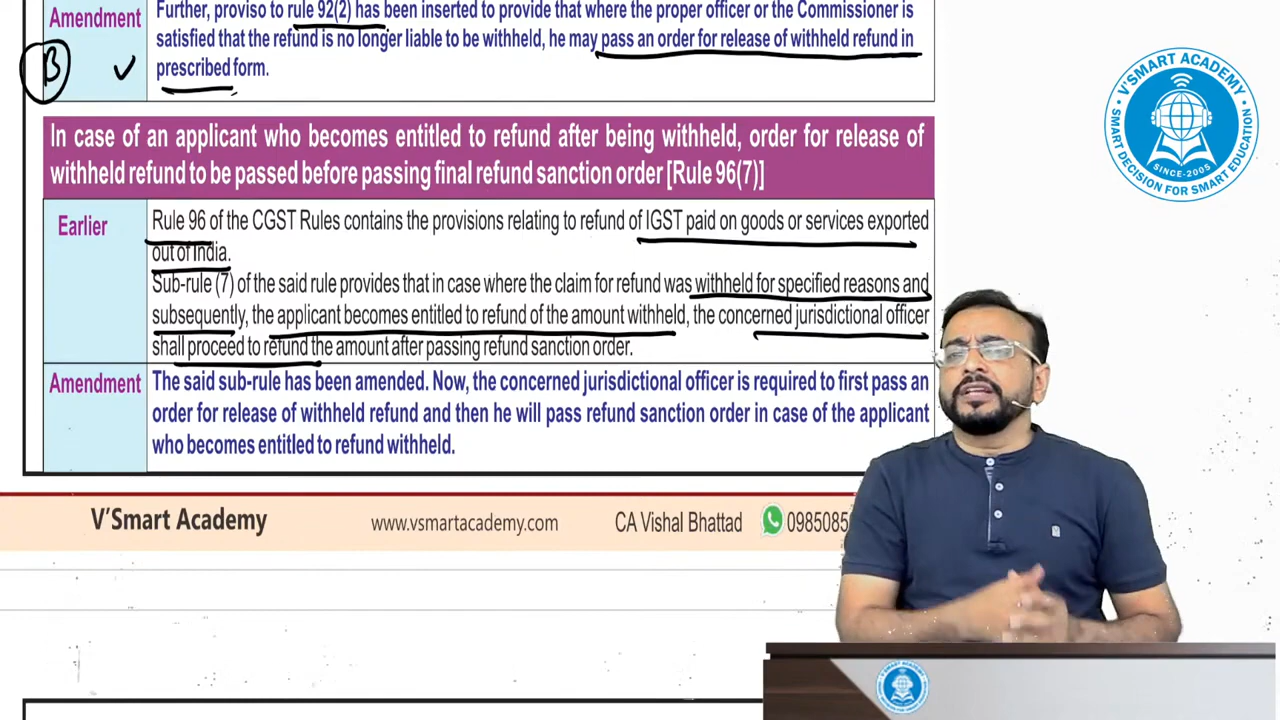 Amendment
Further, proviso to rule 92(2) has been inserted to provide that where the proper officer or the Commissioner is
satisfied that the refund is no longer liable to be withheld, he may pass an order for release of withheld refund in
prescribed form.
B
In case of an applicant who becomes entitled to refund after being withheld, order for release of
withheld refund to be passed before passing final refund sanction order [Rule 96(7)]
Earlier
Rule 96 of the CGST Rules contains the provisions relating to refund of IGST paid on goods or services exported
out of India.
Sub-rule (7) of the said rule provides that in case where the claim for refund was withheld for specified reasons and
subsequently, the applicant becomes entitled to refund of the amount withheld, the concerned jurisdictional officer
shall proceed to refund the amount after passing refund sanction order.
Amendment
The said sub-rule has been amended. Now, the concerned jurisdictional officer is required to first pass an
order for release of withheld refund and then he will pass refund sanction order in case of the applicant
who becomes entitled to refund withheld.
V'Smart Academy
www.vsmartacademy.com
CA Vishal Bhattad
V'SMART ACADEMY
SINCE-2005
SMART DECISION FOR SMART EDUCATION